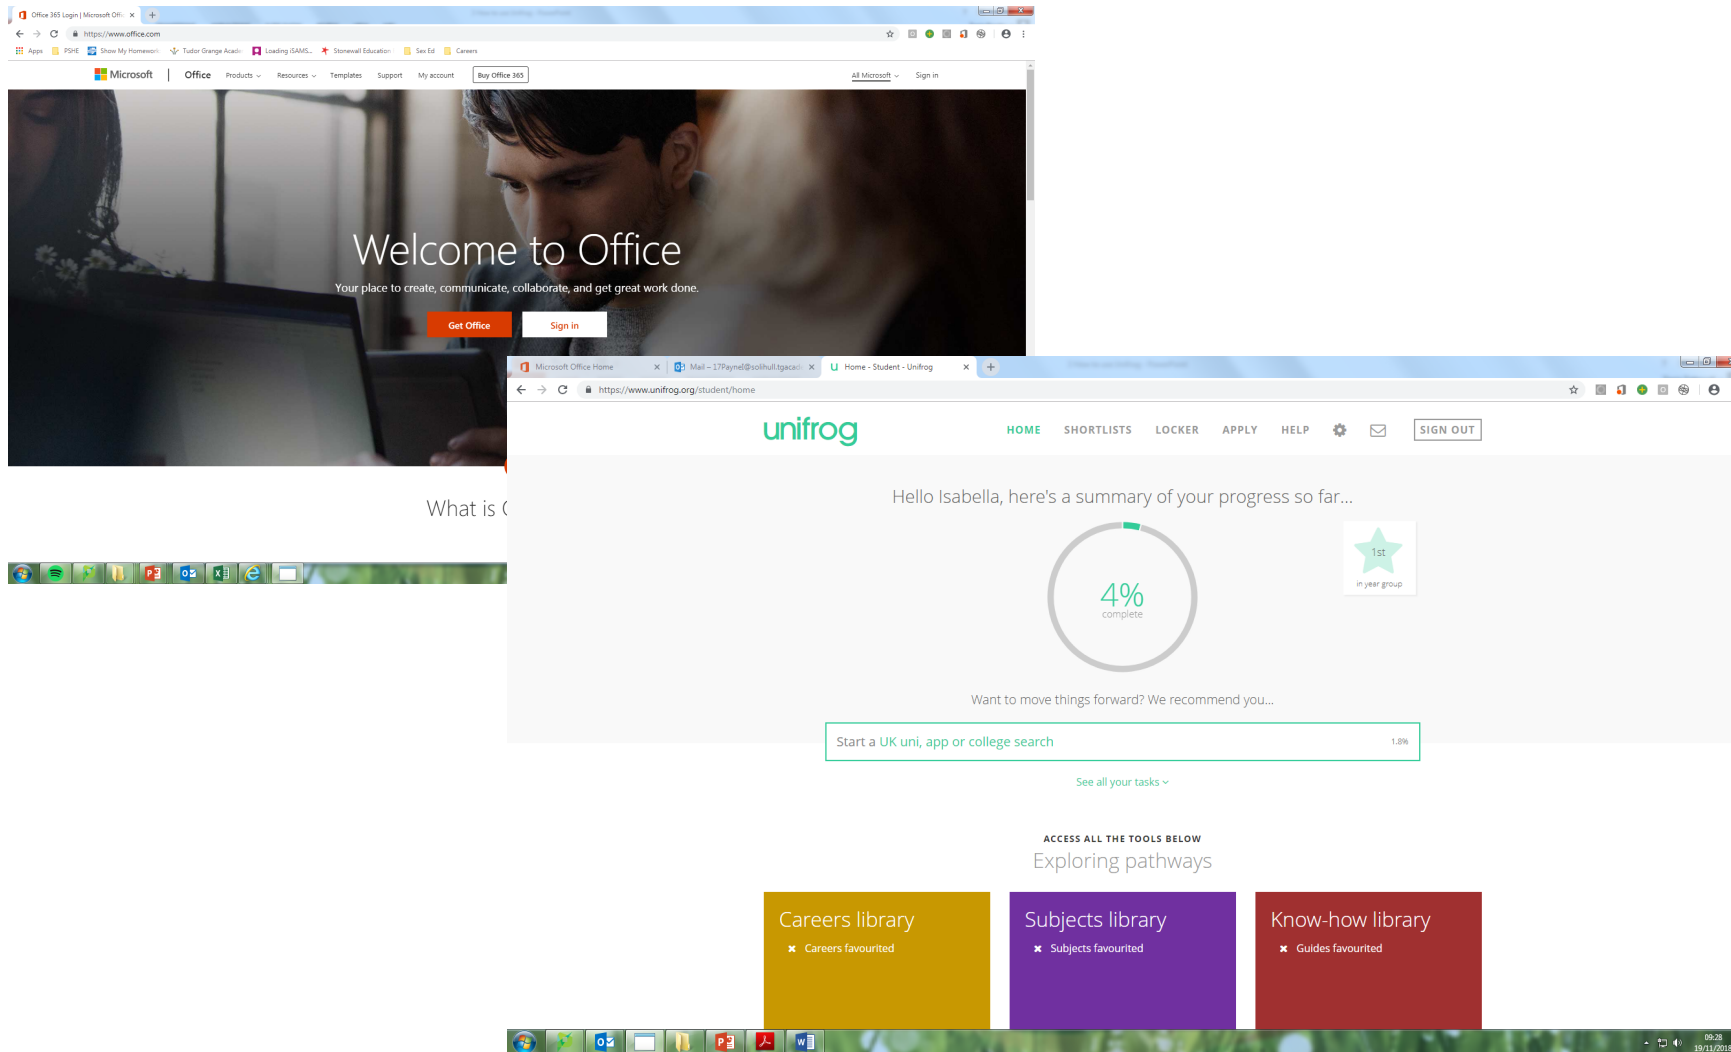 Office 365 Login | Microsoft Offic
https://www.office.com
Apps PSHE Show My Homework Tudor Grange Acade Loading iSAMS... Stonewall Education Sex Ed Careers
Microsoft Office Products Resources Templates Support My account Buy Office 365 All Microsoft Sign in
Welcome to Office
Your place to create, communicate, collaborate, and get great work done.
Get Office Sign in
What is
Microsoft Office Home Mail – 17PayneI@solihull.tgacad Home - Student - Unifrog
https://www.unifrog.org/student/home
unifrog HOME SHORTLISTS LOCKER APPLY HELP SIGN OUT
Hello Isabella, here's a summary of your progress so far...
1st
in year group
4%
complete
Want to move things forward? We recommend you...
Start a UK uni, app or college search 1.8%
See all your tasks
ACCESS ALL THE TOOLS BELOW
Exploring pathways
Careers library Subjects library Know-how library
Careers favourited Subjects favourited Guides favourited
09:28
19/11/2018